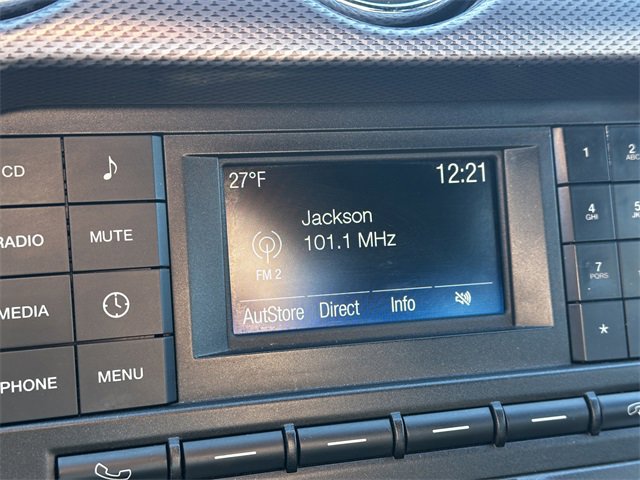 CD
RADIO
MUTE
MEDIA
PHONE
MENU
27°F
12:21
Jackson
101.1 MHz
FM 2
AutStore Direct Info
1
2
ABC
4
GHI
5
7
PQRS
*